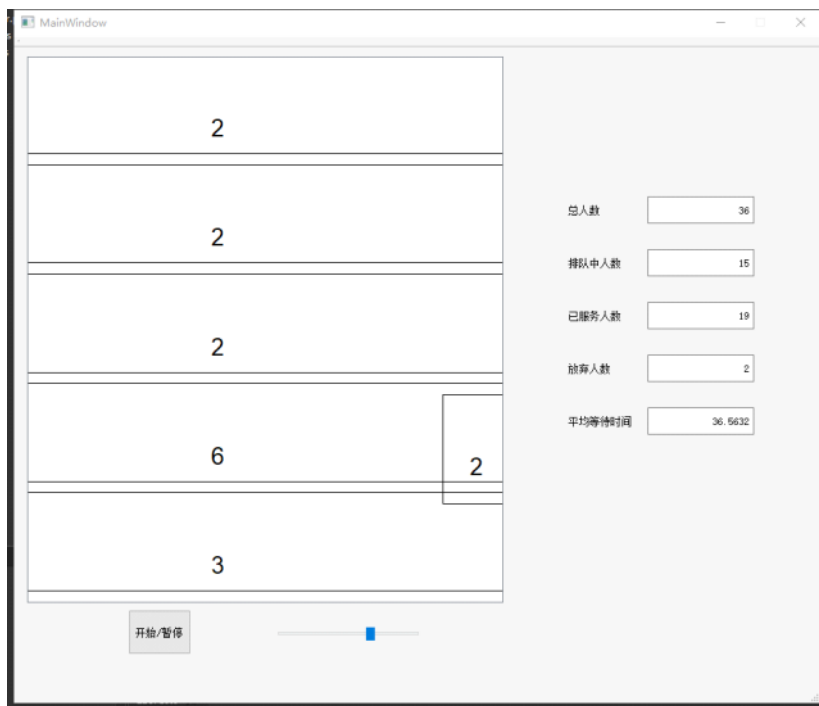 MainWindow
2
2
2
6
2
3
总人数 36
排队中人数 15
已服务人数 19
放弃人数 2
平均等待时间 36.5632
开始/暂停